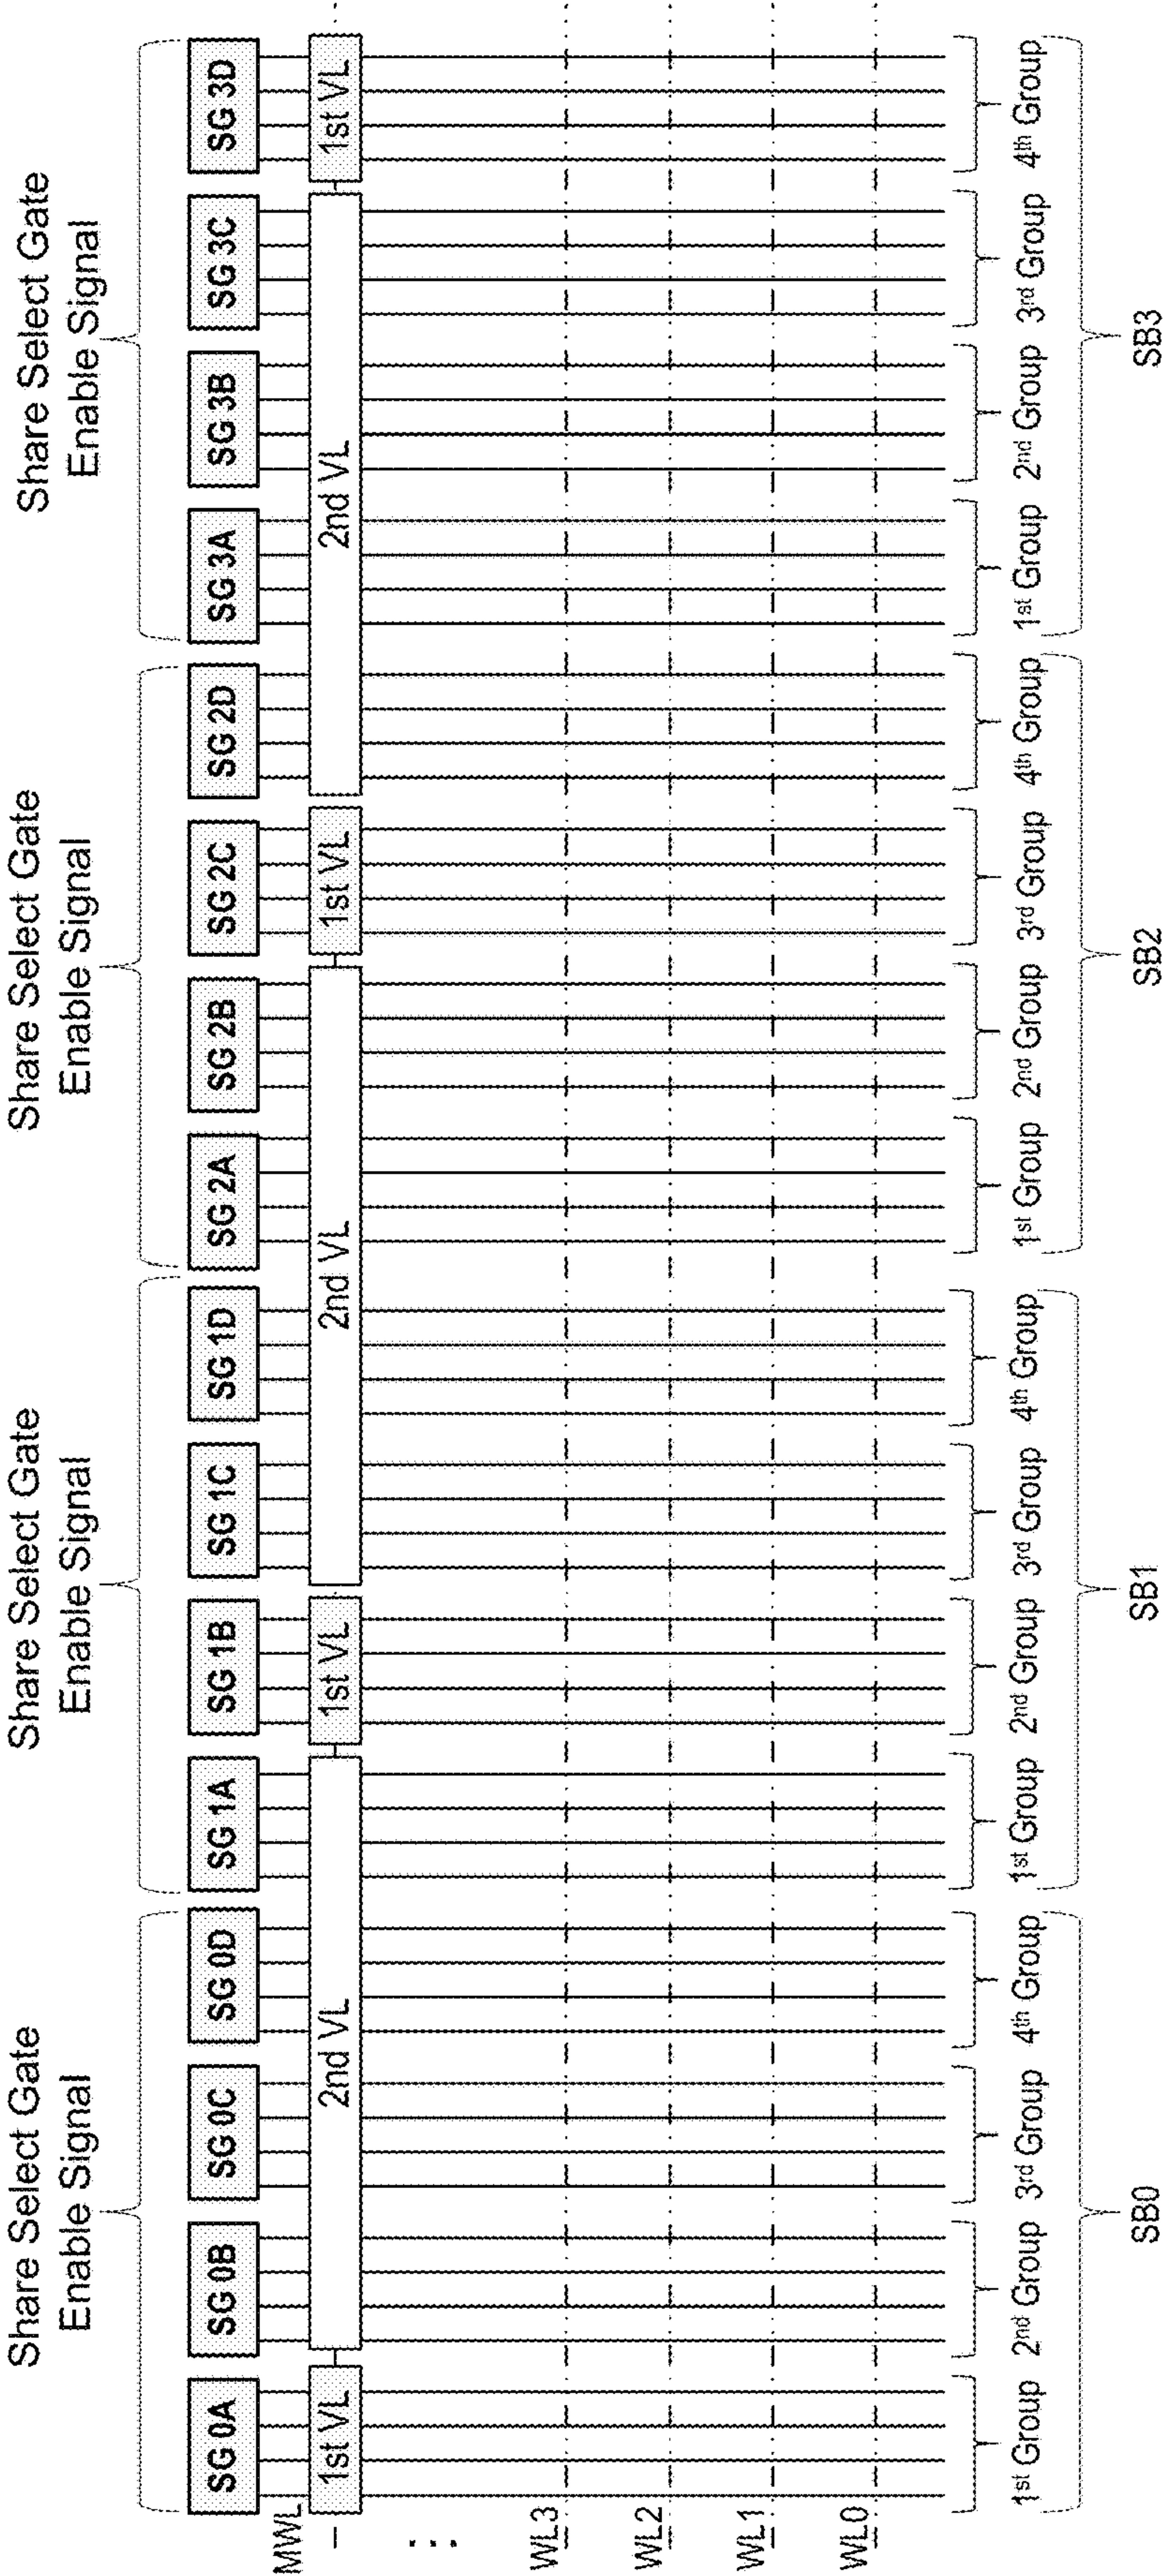 Share Select Gate
Enable Signal
Share Select Gate
Enable Signal
Share Select Gate
Enable Signal
Share Select Gate
Enable Signal
SG 0A SG 0B SG 0C SG 0D SG 1A SG 1B SG 1C SG 1D SG 2A SG 2B SG 2C SG 2D SG 3A SG 3B SG 3C SG 3D
MWL
1st VL 2nd VL 1st VL 2nd VL 1st VL 2nd VL 1st VL
WL3
WL2
WL1
WL0
1st Group 2nd Group 3rd Group 4th Group 1st Group 2nd Group 3rd Group 4th Group 1st Group 2nd Group 3rd Group 4th Group 1st Group 2nd Group 3rd Group 4th Group
SB0 SB1 SB2 SB3